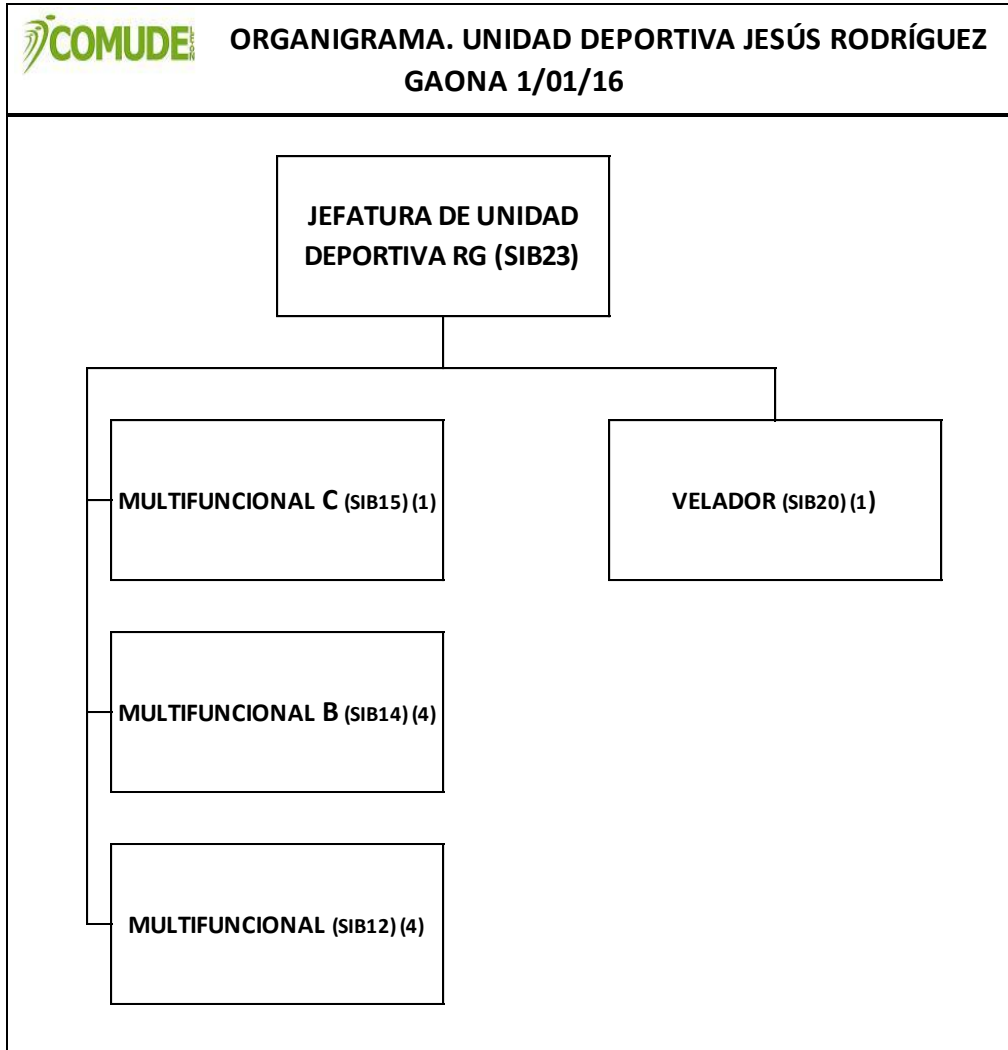 COMUDE LEÓN
ORGANIGRAMA. UNIDAD DEPORTIVA JESÚS RODRÍGUEZ
GAONA 1/01/16
JEFATURA DE UNIDAD
DEPORTIVA RG (SIB23)
MULTIFUNCIONAL C (SIB15) (1)
VELADOR (SIB20) (1)
MULTIFUNCIONAL B (SIB14) (4)
MULTIFUNCIONAL (SIB12) (4)